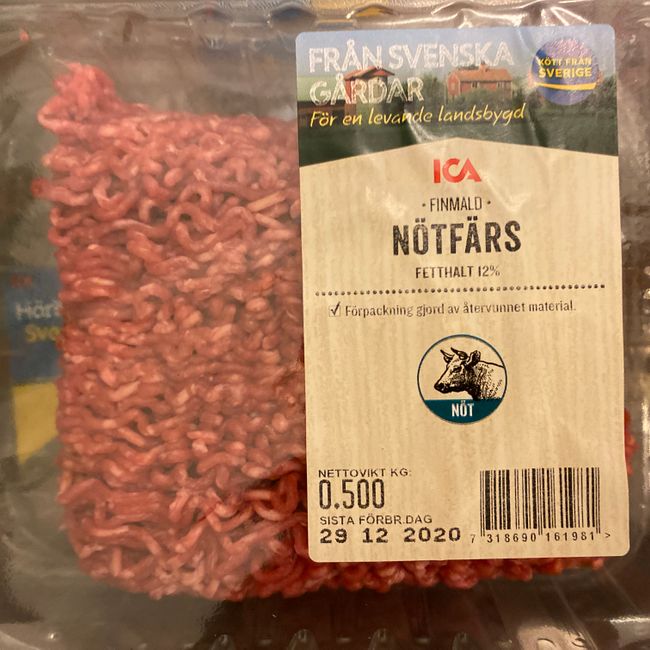 FRÅN SVENSKA
GÅRDAR
För en levande landsbygd
KÖTT FRÅN
SVERIGE
ICA
• FINMALD •
NÖTFÄRS
FETTHALT 12%
Förpackning gjord av återvunnet material.
NÖT
NETTOVIKT KG:
0.500
SISTA FÖRBR.DAG
29 12 2020
7 318690 161981 >
ICA